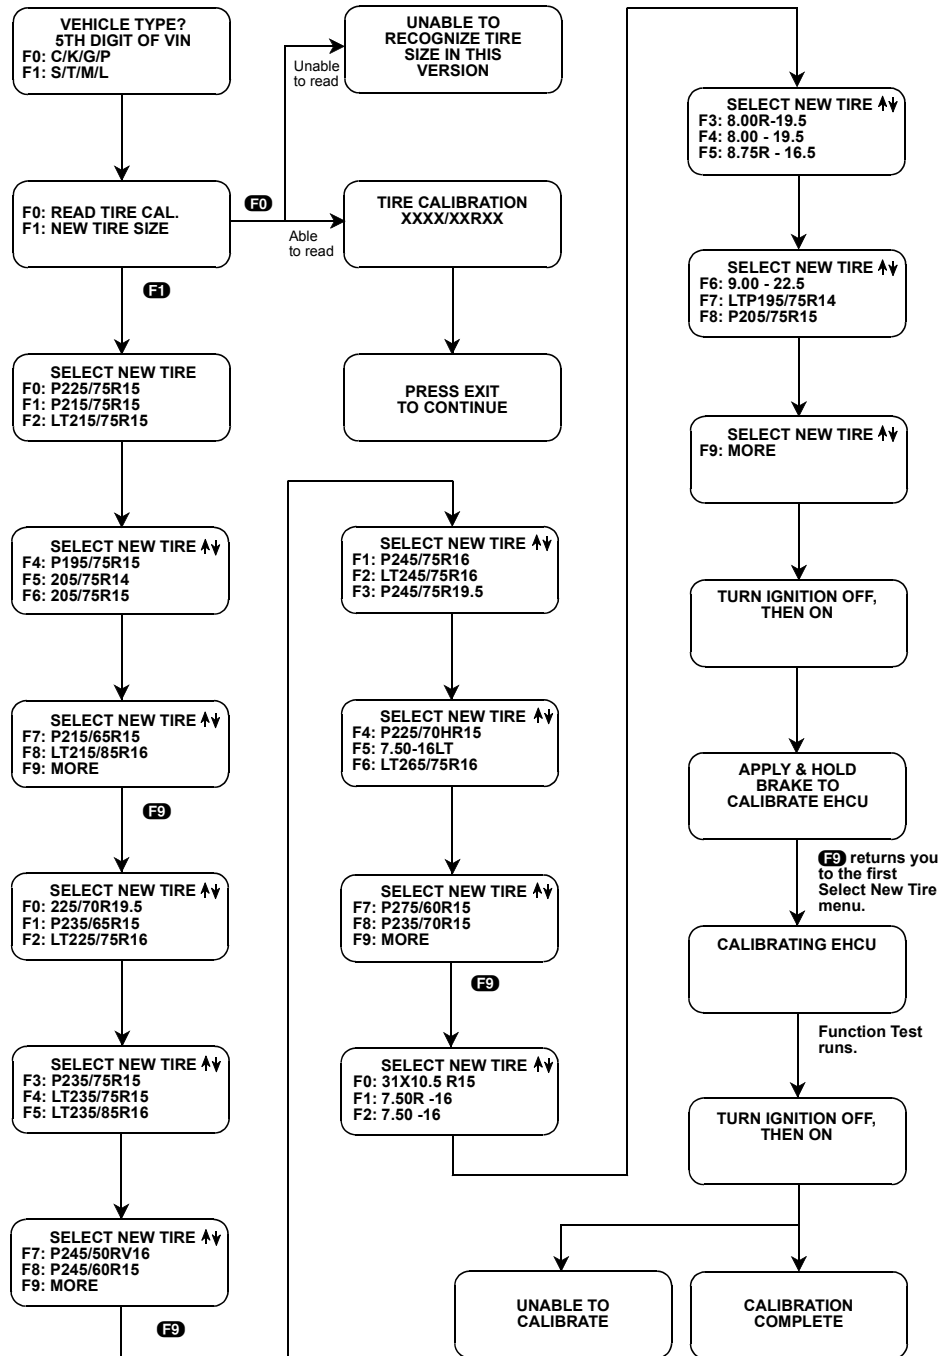 VEHICLE TYPE?
5TH DIGIT OF VIN
F0: C/K/G/P
F1: S/T/M/L
F0: READ TIRE CAL.
F1: NEW TIRE SIZE
F0
Unable
to read
UNABLE TO
RECOGNIZE TIRE
SIZE IN THIS
VERSION
Able
to read
TIRE CALIBRATION
XXXX/XXRXX
PRESS EXIT
TO CONTINUE
F1
SELECT NEW TIRE
F0: P225/75R15
F1: P215/75R15
F2: LT215/75R15
SELECT NEW TIRE
F4: P195/75R15
F5: 205/75R14
F6: 205/75R15
SELECT NEW TIRE
F7: P215/65R15
F8: LT215/85R16
F9: MORE
F9
SELECT NEW TIRE
F0: 225/70R19.5
F1: P235/65R15
F2: LT225/75R16
SELECT NEW TIRE
F3: P235/75R15
F4: LT235/75R15
F5: LT235/85R16
SELECT NEW TIRE
F7: P245/50RV16
F8: P245/60R15
F9: MORE
F9
SELECT NEW TIRE
F1: P245/75R16
F2: LT245/75R16
F3: P245/75R19.5
SELECT NEW TIRE
F4: P225/70HR15
F5: 7.50-16LT
F6: LT265/75R16
SELECT NEW TIRE
F7: P275/60R15
F8: P235/70R15
F9: MORE
F9
SELECT NEW TIRE
F0: 31X10.5 R15
F1: 7.50R -16
F2: 7.50 -16
SELECT NEW TIRE
F3: 8.00R-19.5
F4: 8.00 - 19.5
F5: 8.75R - 16.5
SELECT NEW TIRE
F6: 9.00 - 22.5
F7: LTP195/75R14
F8: P205/75R15
SELECT NEW TIRE
F9: MORE
TURN IGNITION OFF,
THEN ON
APPLY & HOLD
BRAKE TO
CALIBRATE EHCU
F9 returns you
to the first
Select New Tire
menu.
CALIBRATING EHCU
Function Test
runs.
TURN IGNITION OFF,
THEN ON
UNABLE TO
CALIBRATE
CALIBRATION
COMPLETE